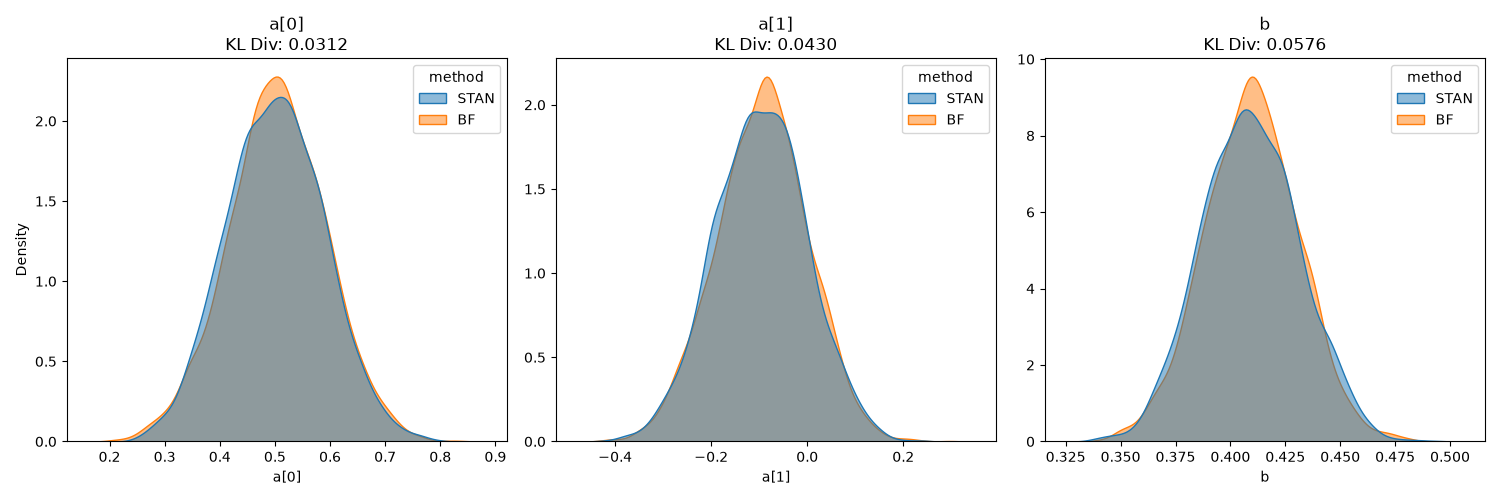 a[0]
KL Div: 0.0312
method
STAN
BF
Density
2.0
1.5
1.0
0.5
0.0
0.2 0.3 0.4 0.5 0.6 0.7 0.8 0.9
a[0]
a[1]
KL Div: 0.0430
method
STAN
BF
2.0
1.5
1.0
0.5
0.0
−0.4 −0.2 0.0 0.2
a[1]
b
KL Div: 0.0576
method
STAN
BF
10
8
6
4
2
0
0.325 0.350 0.375 0.400 0.425 0.450 0.475 0.500
b